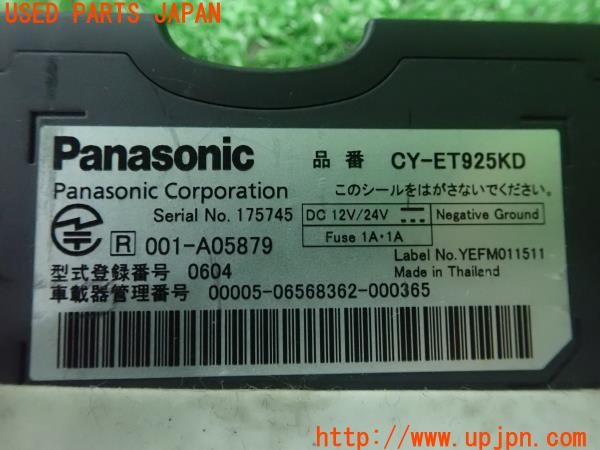 USED PARTS JAPAN
Panasonic 品番 CY-ET925KD
Panasonic Corporation このシールをはがさないでください。
Serial No. 175745 DC 12V/24V Negative Ground
Fuse 1A・1A
R 001-A05879 Label No.YEFM011511
型式登録番号 0604 Made in Thailand
車載器管理番号 00005-06568362-000365
http://www.upjpn.com